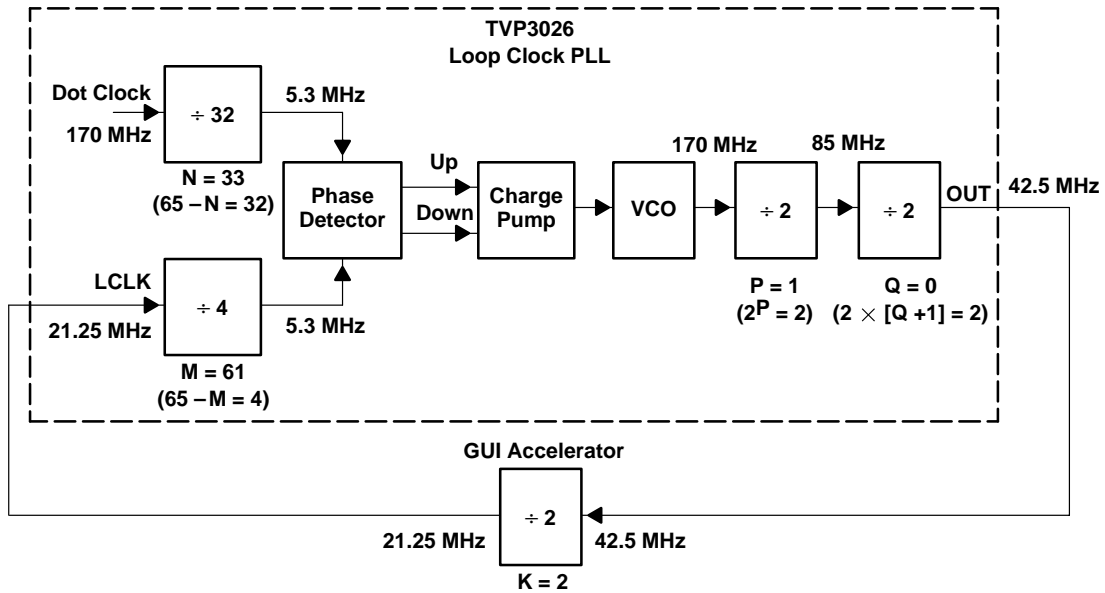 TVP3026
Loop Clock PLL
Dot Clock
170 MHz
÷ 32
5.3 MHz
N = 33
(65 – N = 32)
Phase
Detector
Up
Down
Charge
Pump
VCO
170 MHz
÷ 2
85 MHz
÷ 2
OUT
42.5 MHz
P = 1
(2^P = 2)
Q = 0
(2 × [Q +1] = 2)
LCLK
21.25 MHz
÷ 4
5.3 MHz
M = 61
(65 – M = 4)
GUI Accelerator
÷ 2
21.25 MHz
42.5 MHz
K = 2